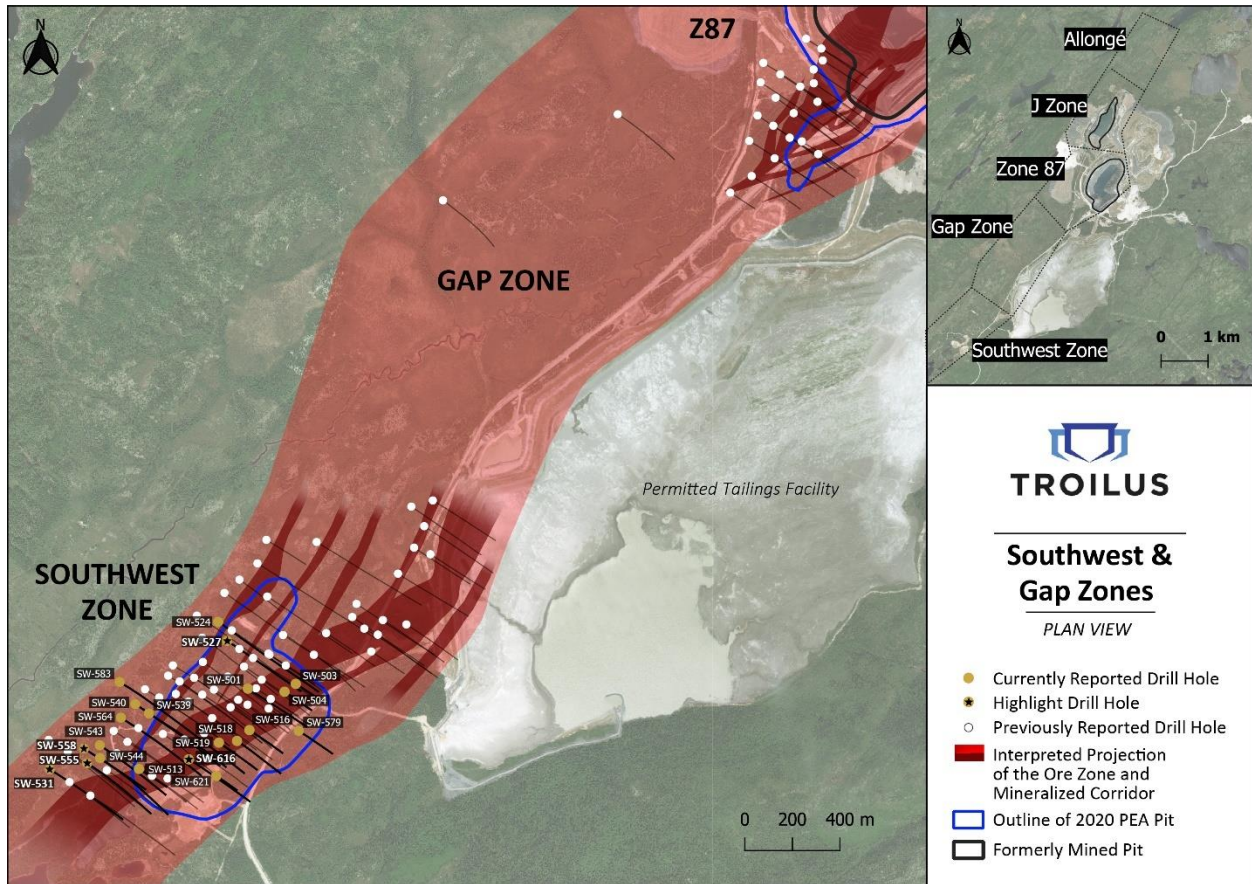 N
Z87
GAP ZONE
Permitted Tailings Facility
SOUTHWEST
ZONE
SW-524
SW-527
SW-583
SW-501
SW-503
SW-540
SW-539
SW-504
SW-564
SW-516
SW-543
SW-518
SW-579
SW-558
SW-544
SW-519
SW-555
SW-513
SW-616
SW-531
SW-621
0 200 400 m
N
Allongé
J Zone
Zone 87
Gap Zone
Southwest Zone
0 1 km
TROILUS
Southwest &
Gap Zones
PLAN VIEW
Currently Reported Drill Hole
Highlight Drill Hole
Previously Reported Drill Hole
Interpreted Projection
of the Ore Zone and
Mineralized Corridor
Outline of 2020 PEA Pit
Formerly Mined Pit